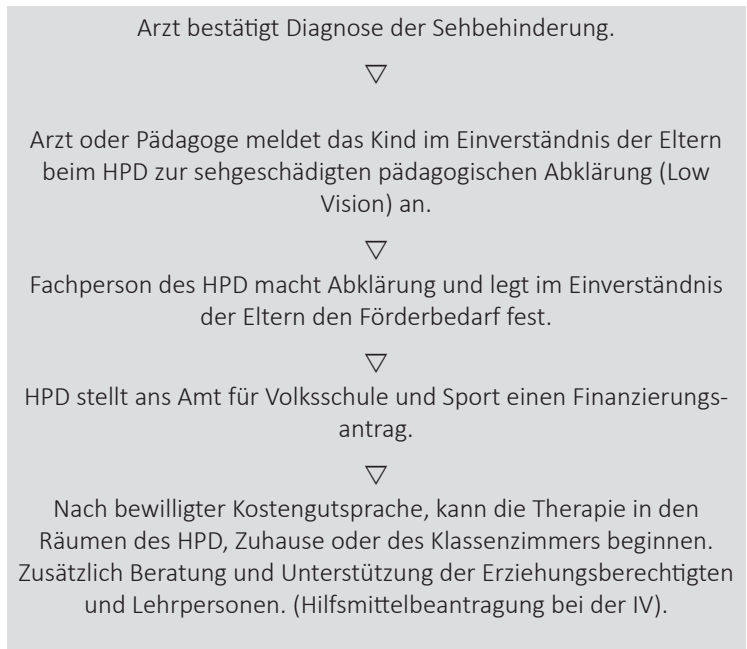 Arzt bestätigt Diagnose der Sehbehinderung.
Arzt oder Pädagoge meldet das Kind im Einverständnis der Eltern
beim HPD zur sehgeschädigten pädagogischen Abklärung (Low
Vision) an.
Fachperson des HPD macht Abklärung und legt im Einverständnis
der Eltern den Förderbedarf fest.
HPD stellt ans Amt für Volksschule und Sport einen Finanzierungs-
antrag.
Nach bewilligter Kostengutsprache, kann die Therapie in den
Räumen des HPD, Zuhause oder des Klassenzimmers beginnen.
Zusätzlich Beratung und Unterstützung der Erziehungsberechtigten
und Lehrpersonen. (Hilfsmittelbeantragung bei der IV).